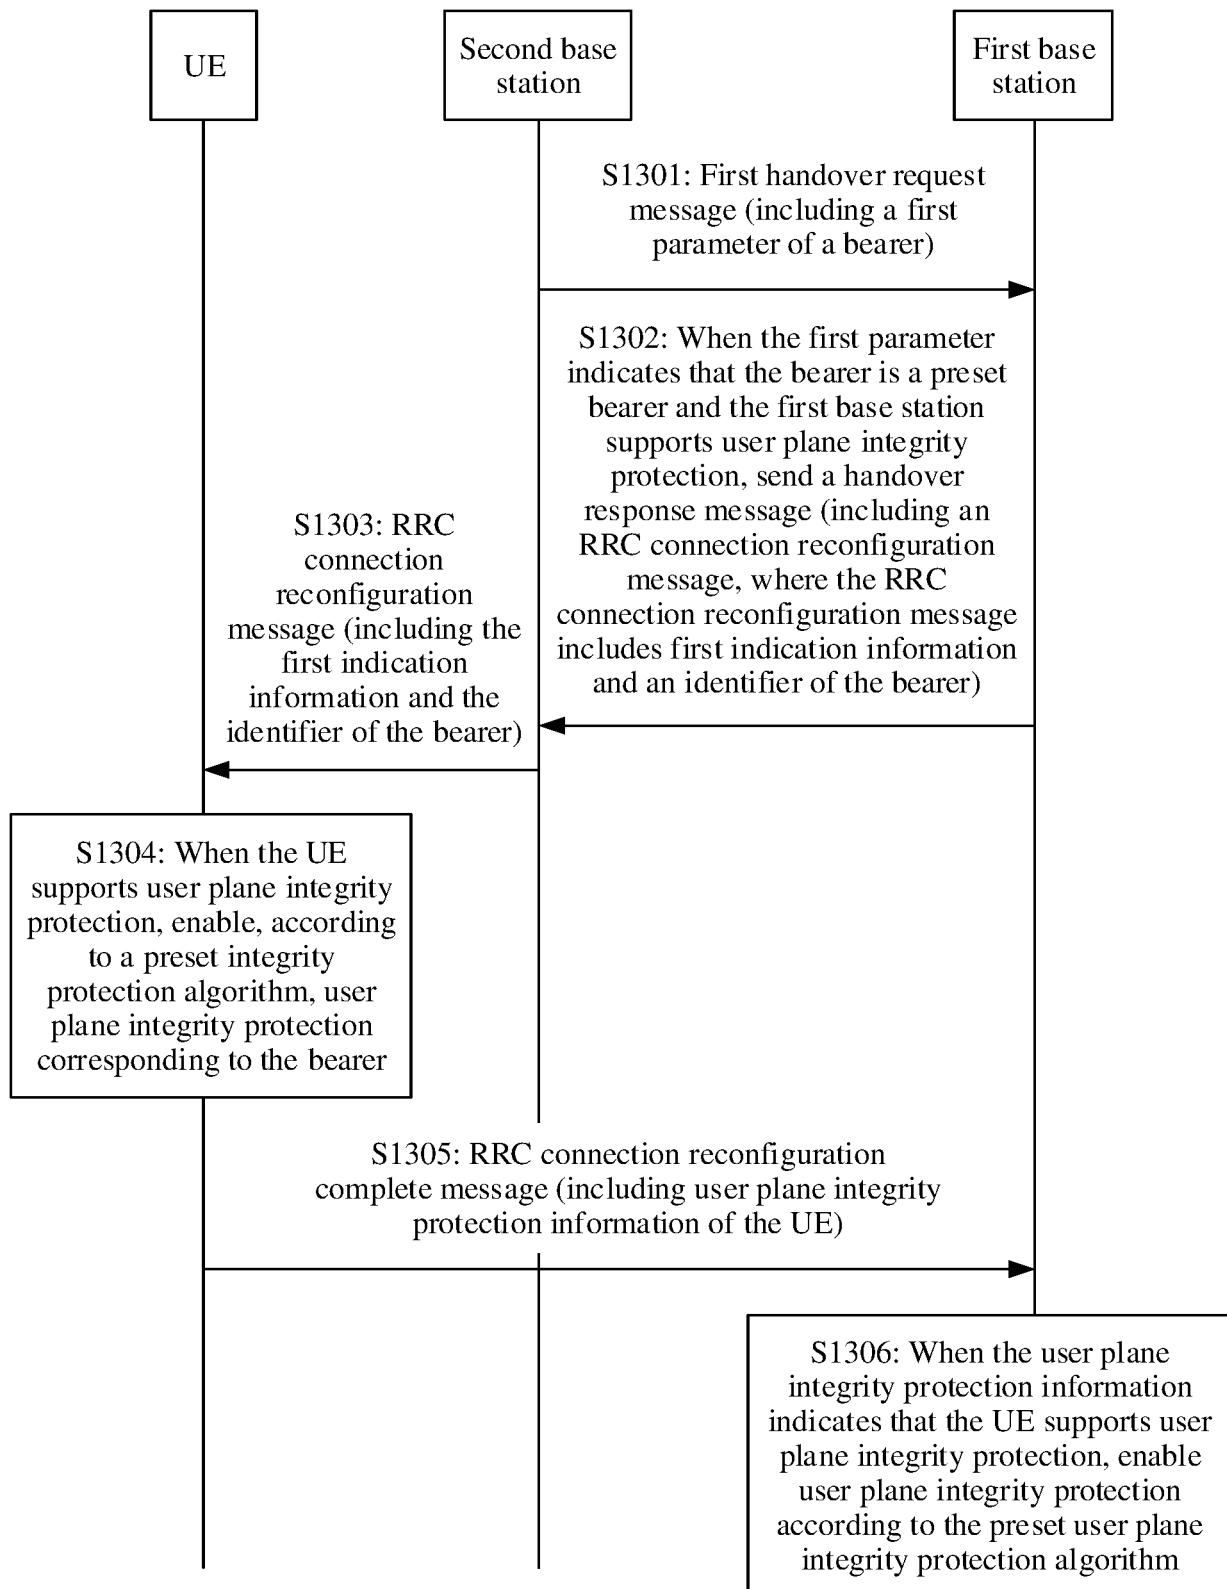 UE
Second base
station
First base
station
S1301: First handover request
message (including a first
parameter of a bearer)
S1302: When the first parameter
indicates that the bearer is a preset
bearer and the first base station
supports user plane integrity
protection, send a handover
response message (including an
RRC connection reconfiguration
message, where the RRC
connection reconfiguration message
includes first indication information
and an identifier of the bearer)
S1303: RRC
connection
reconfiguration
message (including the
first indication
information and the
identifier of the bearer)
S1304: When the UE
supports user plane integrity
protection, enable, according
to a preset integrity
protection algorithm, user
plane integrity protection
corresponding to the bearer
S1305: RRC connection reconfiguration
complete message (including user plane integrity
protection information of the UE)
S1306: When the user plane
integrity protection information
indicates that the UE supports user
plane integrity protection, enable
user plane integrity protection
according to the preset user plane
integrity protection algorithm